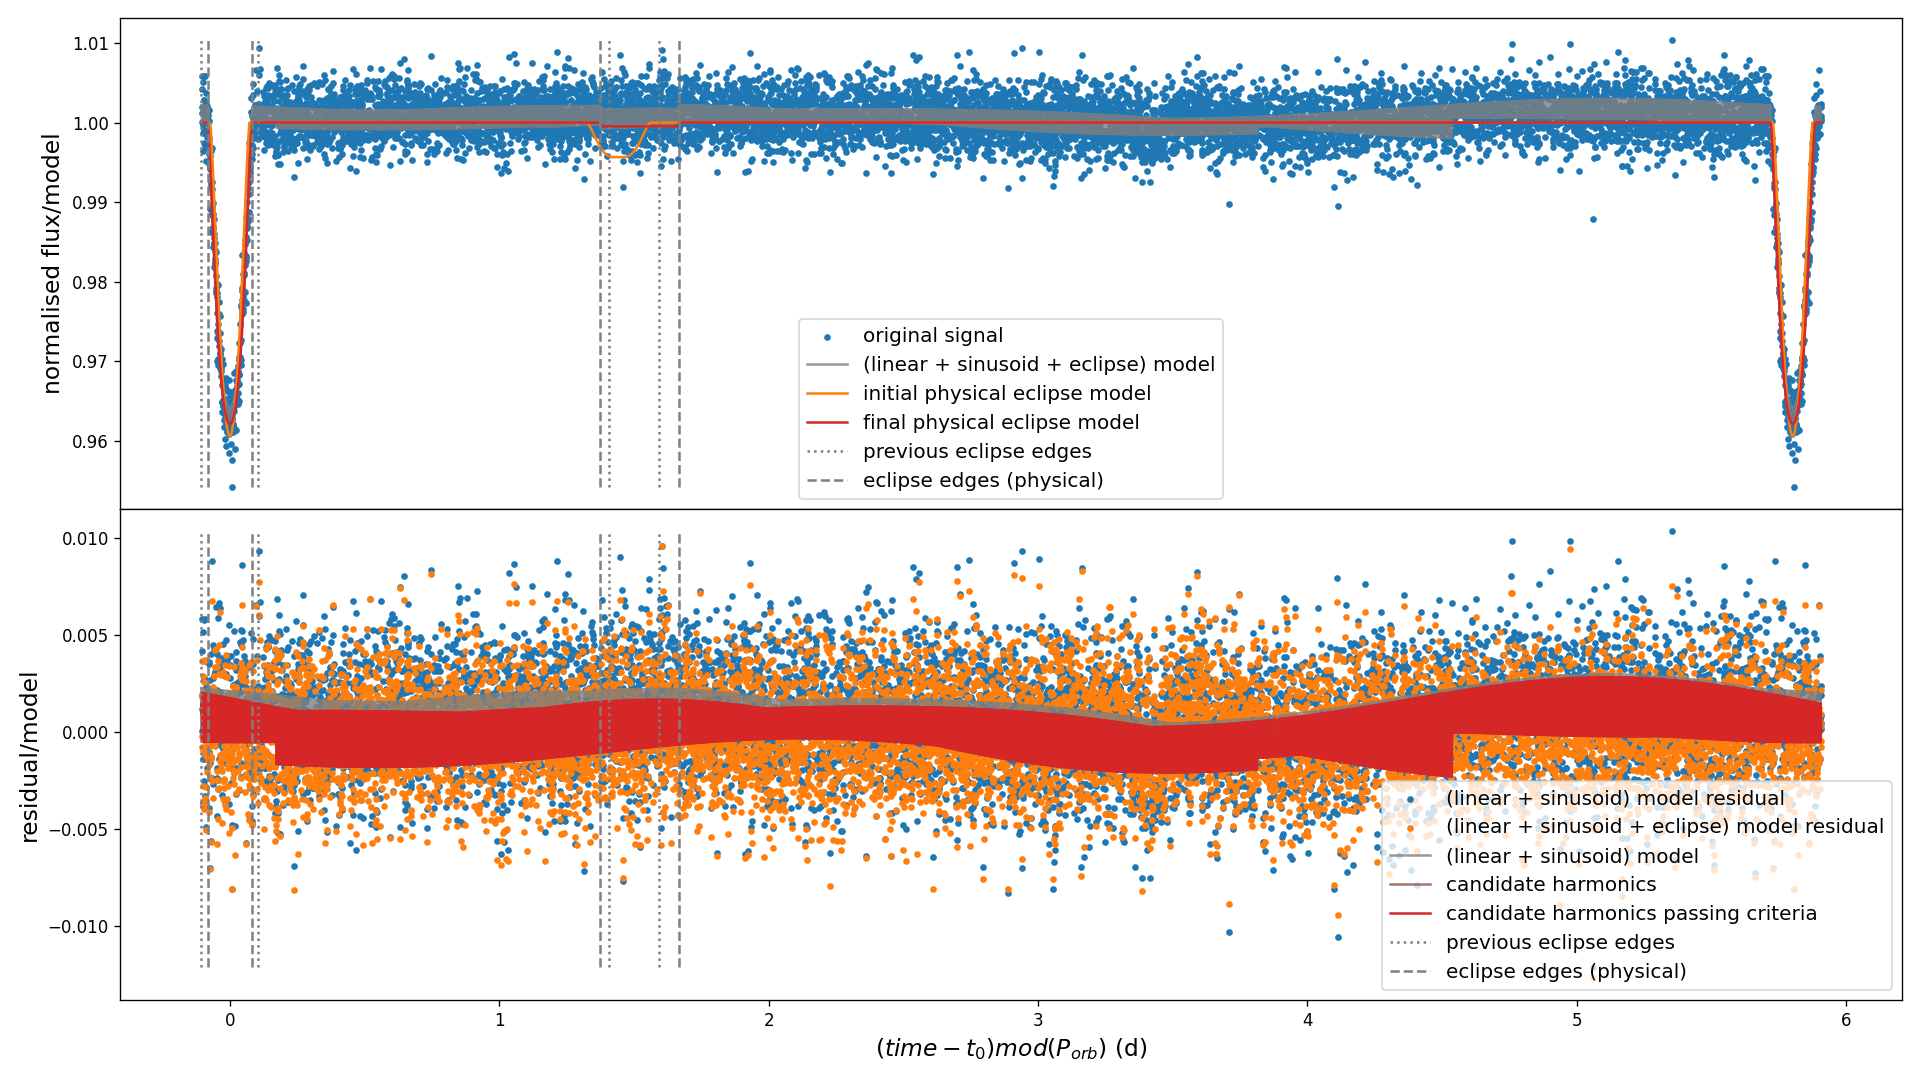 1.01
1.00
0.99
0.98
0.97
0.96
normalised flux/model
original signal
(linear + sinusoid + eclipse) model
initial physical eclipse model
final physical eclipse model
previous eclipse edges
eclipse edges (physical)
0.010
0.005
0.000
−0.005
−0.010
residual/model
(linear + sinusoid) model residual
(linear + sinusoid + eclipse) model residual
(linear + sinusoid) model
candidate harmonics
candidate harmonics passing criteria
previous eclipse edges
eclipse edges (physical)
0 1 2 3 4 5 6
(time − t₀)mod(Pₒᵣb) (d)